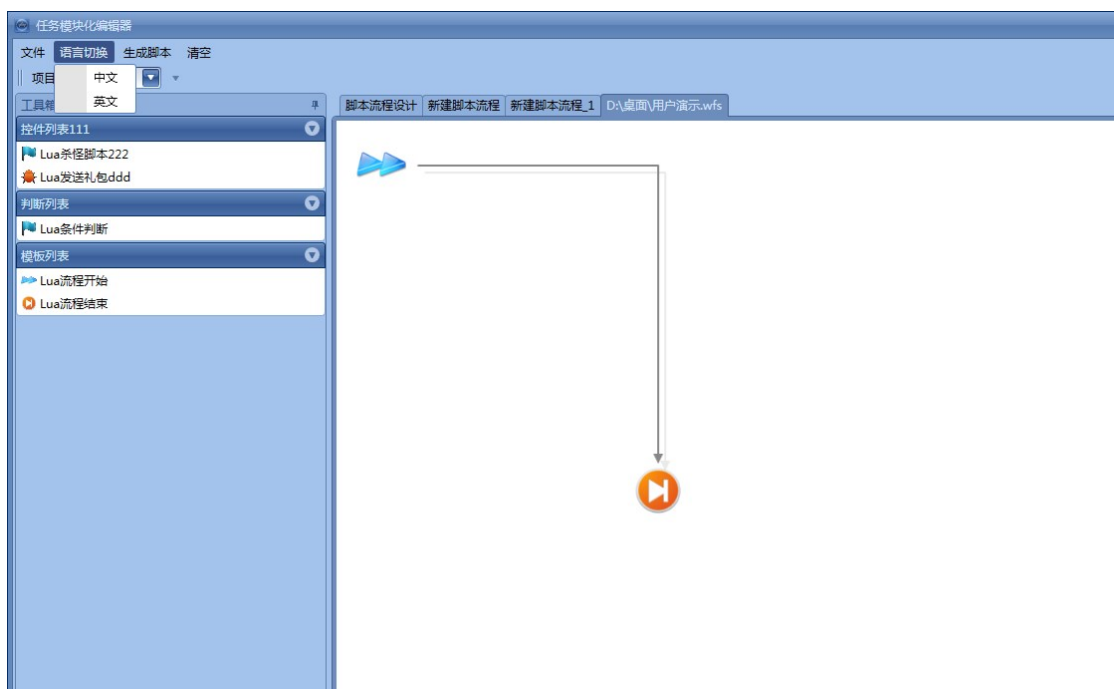 任务模块化编辑器
文件 语言切换 生成脚本 清空
项目
中文
英文
工具箱
脚本流程设计 新建脚本流程 新建脚本流程_1 D:\桌面\用户演示.wfs
控件列表111
Lua杀怪脚本222
Lua发送礼包ddd
判断列表
Lua条件判断
模板列表
Lua流程开始
Lua流程结束